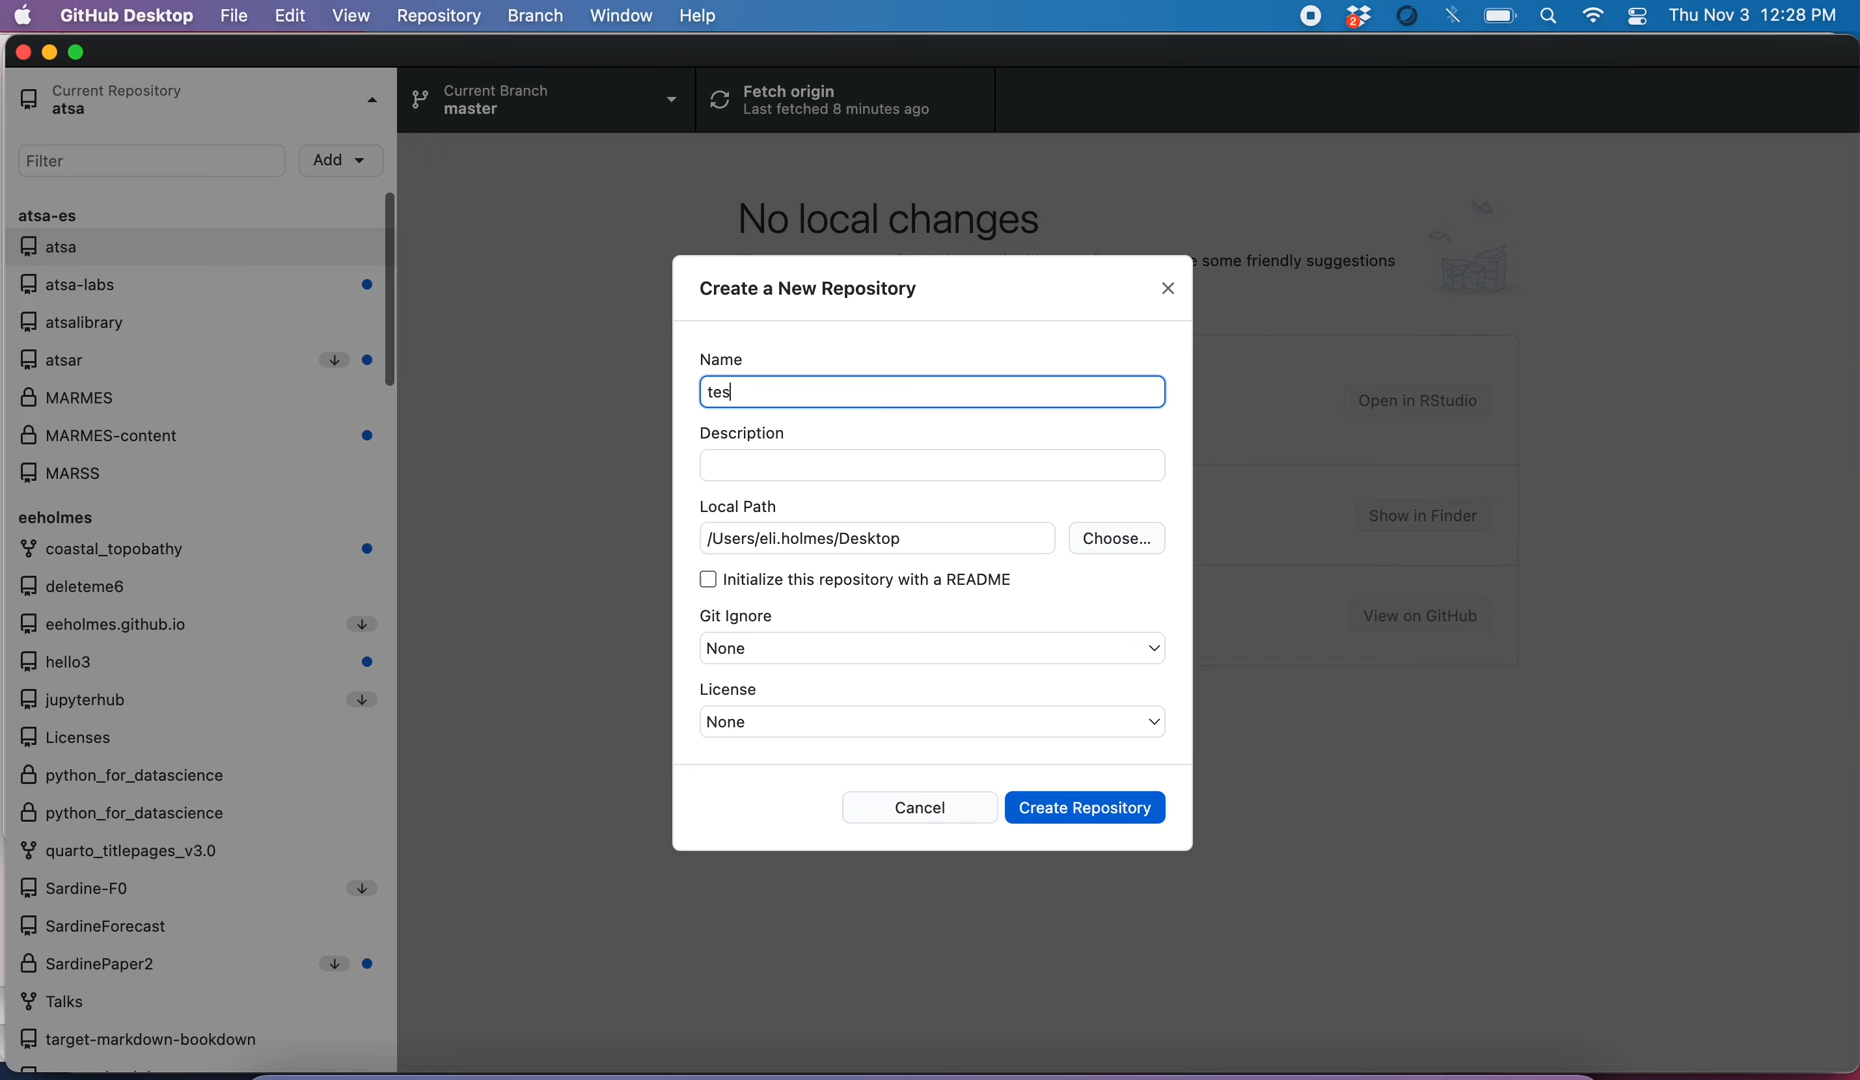 GitHub Desktop File Edit View Repository Branch Window Help 2 Thu Nov 3 12:28 PM
Current Repository
atsa
Current Branch
master
Fetch origin
Last fetched 8 minutes ago
Filter
Add
atsa-es
atsa
atsa-labs
atsalibrary
atsar
MARMES
MARMES-content
MARSS
eeholmes
coastal_topobathy
deleteme6
eeholmes.github.io
hello3
jupyterhub
Licenses
python_for_datascience
python_for_datascience
quarto_titlepages_v3.0
Sardine-F0
SardineForecast
SardinePaper2
Talks
target-markdown-bookdown
No local changes
some friendly suggestions
Open in RStudio
Show in Finder
View on GitHub
Create a New Repository
Name
tes
Description
Local Path
/Users/eli.holmes/Desktop
Choose...
Initialize this repository with a README
Git Ignore
None
License
None
Cancel
Create Repository